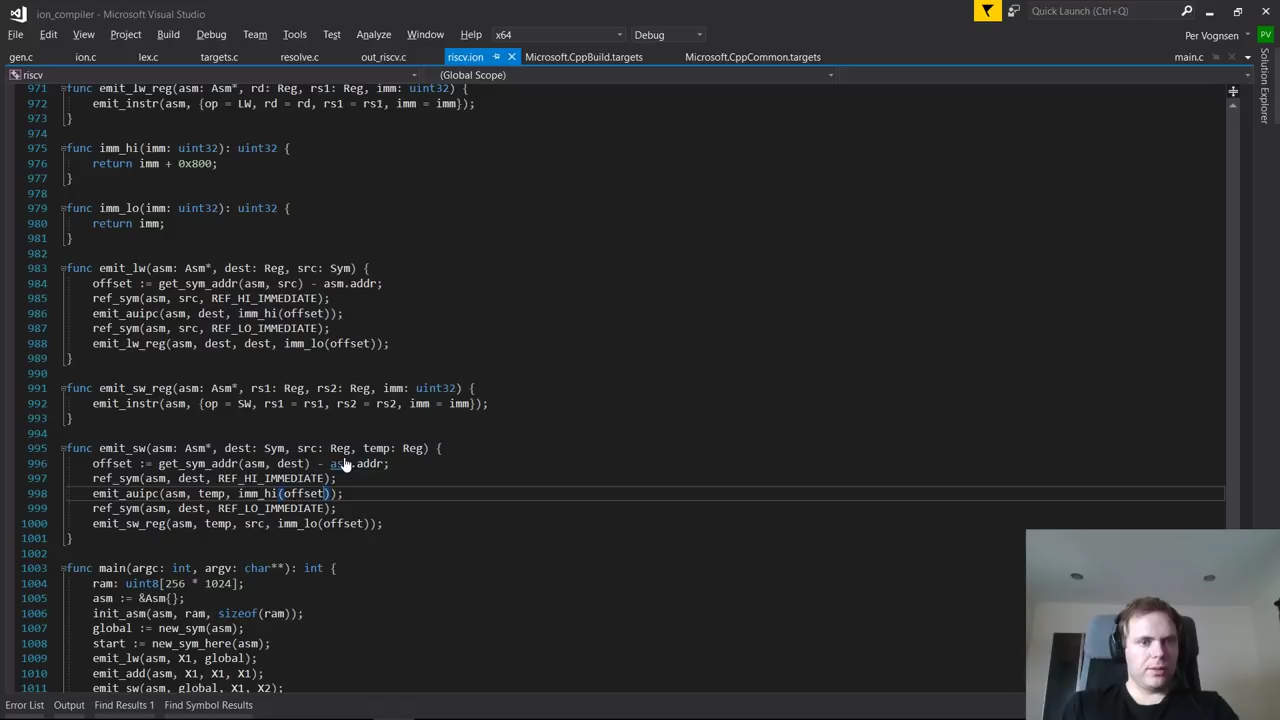 ion_compiler - Microsoft Visual Studio
Quick Launch (Ctrl+Q)
File Edit View Project Build Debug Team Tools Test Analyze Window Help x64 Debug
Per Vognsen PV
gen.c ion.c lex.c targets.c resolve.c out_riscv.c riscv.ion Microsoft.CppBuild.targets Microsoft.CppCommon.targets main.c
riscv (Global Scope)
Solution Explorer
971 func emit_lw_reg(asm: Asm*, rd: Reg, rs1: Reg, imm: uint32) {
972 emit_instr(asm, {op = LW, rd = rd, rs1 = rs1, imm = imm});
973 }
974
975 func imm_hi(imm: uint32): uint32 {
976 return imm + 0x800;
977 }
978
979 func imm_lo(imm: uint32): uint32 {
980 return imm;
981 }
982
983 func emit_lw(asm: Asm*, dest: Reg, src: Sym) {
984 offset := get_sym_addr(asm, src) - asm.addr;
985 ref_sym(asm, src, REF_HI_IMMEDIATE);
986 emit_auipc(asm, dest, imm_hi(offset));
987 ref_sym(asm, src, REF_LO_IMMEDIATE);
988 emit_lw_reg(asm, dest, dest, imm_lo(offset));
989 }
990
991 func emit_sw_reg(asm: Asm*, rs1: Reg, rs2: Reg, imm: uint32) {
992 emit_instr(asm, {op = SW, rs1 = rs1, rs2 = rs2, imm = imm});
993 }
994
995 func emit_sw(asm: Asm*, dest: Sym, src: Reg, temp: Reg) {
996 offset := get_sym_addr(asm, dest) - asm.addr;
997 ref_sym(asm, dest, REF_HI_IMMEDIATE);
998 emit_auipc(asm, temp, imm_hi(offset));
999 ref_sym(asm, dest, REF_LO_IMMEDIATE);
1000 emit_sw_reg(asm, temp, src, imm_lo(offset));
1001 }
1002
1003 func main(argc: int, argv: char**): int {
1004 ram: uint8[256 * 1024];
1005 asm := &Asm{};
1006 init_asm(asm, ram, sizeof(ram));
1007 global := new_sym(asm);
1008 start := new_sym_here(asm);
1009 emit_lw(asm, X1, global);
1010 emit_add(asm, X1, X1, X1);
1011 emit_sw(asm, global, X1, X2);
Error List Output Find Results 1 Find Symbol Results